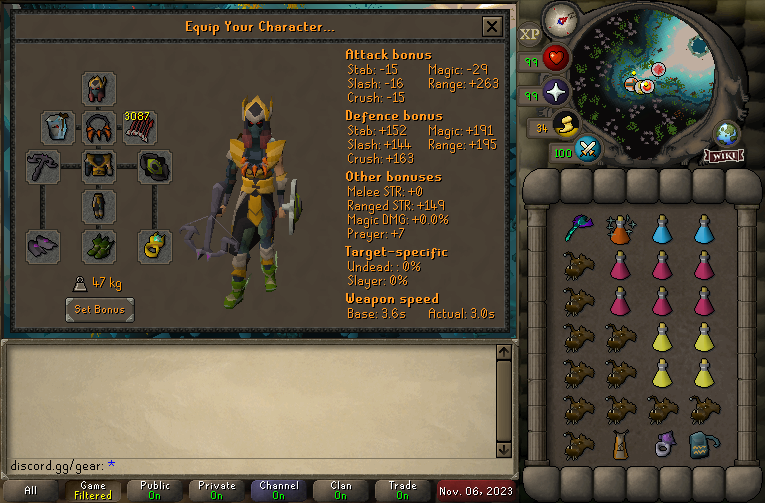 Equip Your Character...
Attack bonus
Stab: -15 Magic: -29
Slash: -16 Range: +263
Crush: -15
Defence bonus
Stab: +152 Magic: +191
Slash: +144 Range: +195
Crush: +163
Other bonuses
Melee STR: +0
Ranged STR: +149
Magic DMG: +0.0%
Prayer: +7
Target-specific
Undead: : 0%
Slayer: 0%
Weapon speed
Base: 3.6s Actual: 3.0s
3087
47 kg
Set Bonus
XP
99
99
34
100
WIKI
discord.gg/gear: *
All
Game
Filtered
Public
On
Private
On
Channel
On
Clan
On
Trade
On
Nov. 06, 2023